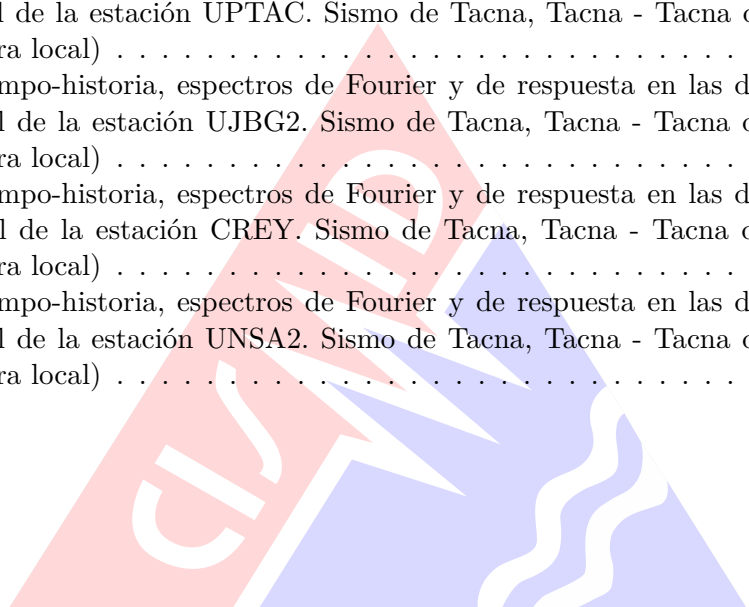 l de la estación UPTAC. Sismo de Tacna, Tacna - Tacna
ra local) . . . . . . . . . . . . . . . . . . . . . . . . . . . .
mpo-historia, espectros de Fourier y de respuesta en las d
l de la estación UJBG2. Sismo de Tacna, Tacna - Tacna
ra local) . . . . . . . . . . . . . . . . . . . . . . . . . . . .
mpo-historia, espectros de Fourier y de respuesta en las d
l de la estación CREY. Sismo de Tacna, Tacna - Tacna
ra local) . . . . . . . . . . . . . . . . . . . . . . . . . . . .
mpo-historia, espectros de Fourier y de respuesta en las d
l de la estación UNSA2. Sismo de Tacna, Tacna - Tacna
ra local) . . . . . . . . . . . . . . . . . . . . . . . . . . . .
CISMID